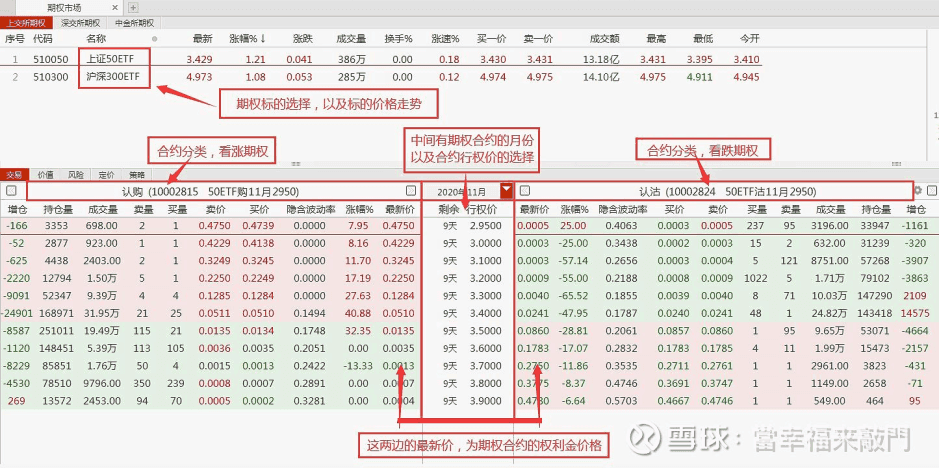 期权市场 × +
上交所期权 深交所期权 中金所期权
序号 代码 名称 最新 涨幅%↓ 涨跌 成交量 换手% 涨速% 买一价 卖一价 成交额 最高 最低 今开
1 510050 上证50ETF 3.429 1.21 0.041 386万 0.00 0.18 3.430 3.431 13.18亿 3.431 3.395 3.410
2 510300 沪深300ETF 4.973 1.08 0.053 285万 0.00 0.12 4.974 4.975 14.10亿 4.975 4.911 4.945
期权标的选择，以及标的价格走势
中间有期权合约的月份
以及合约行权价的选择
合约分类，看涨期权
合约分类，看跌期权
交易 价值 风险 定价 策略
认购 (10002815 50ETF购11月2950) 2020年11月 认沽 (10002824 50ETF沽11月2950)
增仓 持仓量 成交量 卖量 买量 卖价 买价 隐含波动率 涨幅% 最新价 剩余 行权价 最新价 涨幅% 隐含波动率 买价 卖价 买量 卖量 成交量 持仓量 增仓
-166 3353 698.00 2 1 0.4750 0.4739 0.0000 7.95 0.4750 9天 2.9500 0.0005 25.00 0.4063 0.0003 0.0005 237 95 3196.00 33947 -1161
-52 2877 923.00 1 1 0.4229 0.4138 0.0000 8.16 0.4229 9天 3.0000 0.0003 -25.00 0.3438 0.0002 0.0003 15 2 632.00 31239 -320
-625 4438 2403.00 2 1 0.3249 0.3245 0.0000 11.70 0.3245 9天 3.1000 0.0003 -57.14 0.2656 0.0003 0.0004 5 121 8751.00 57268 -3907
-2220 12794 1.50万 5 1 0.2250 0.2249 0.0000 17.19 0.2250 9天 3.2000 0.0009 -55.00 0.2188 0.0008 0.0009 1022 5 1.71万 79102 -3863
-9091 52347 9.39万 4 4 0.1285 0.1284 0.0000 27.63 0.1284 9天 3.3000 0.0040 -65.52 0.1855 0.0039 0.0040 8 71 10.03万 147290 2109
-24901 168971 31.95万 21 25 0.0511 0.0510 0.1494 40.88 0.0510 9天 3.4000 0.0241 -47.95 0.1787 0.0240 0.0241 48 1 24.82万 143418 14575
-8587 251011 19.49万 115 21 0.0135 0.0134 0.1748 32.35 0.0135 9天 3.5000 0.0860 -28.81 0.2061 0.0857 0.0860 1 95 9.65万 53071 -4664
-1120 148451 5.39万 113 105 0.0036 0.0035 0.2051 0.00 0.0035 9天 3.6000 0.1783 -17.07 0.2832 0.1783 0.1785 4 11 1.99万 15423 -2157
-8229 85851 1.76万 50 4 0.0015 0.0013 0.2422 -13.33 0.0013 9天 3.7000 0.2750 -11.86 0.3535 0.2711 0.2761 1 1 2961.00 3823 -431
-4530 78510 9796.00 350 239 0.0008 0.0007 0.2891 0.00 0.0007 9天 3.8000 0.3775 -8.37 0.4746 0.3691 0.3747 1 1 1149.00 2658 -71
269 13572 2453.00 94 70 0.0005 0.0002 0.3281 0.00 0.0004 9天 3.9000 0.4730 -6.64 0.5703 0.4667 0.4746 1 1 549.00 464 95
这两边的最新价，为期权合约的权利金价格
雪球：當幸福来敲門